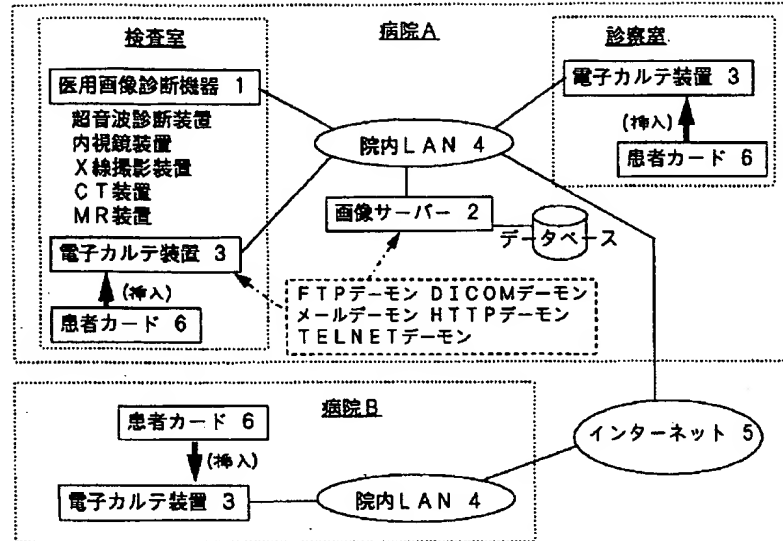 病院A
検査室
医用画像診断機器 1
超音波診断装置
内視鏡装置
X線撮影装置
CT装置
MR装置
電子カルテ装置 3
(挿入)
患者カード 6
院内LAN 4
画像サーバー 2
データベース
FTPデーモン DICOMデーモン
メールデーモン HTTPデーモン
TELNETデーモン
診察室
電子カルテ装置 3
(挿入)
患者カード 6
病院B
患者カード 6
(挿入)
電子カルテ装置 3
院内LAN 4
インターネット 5